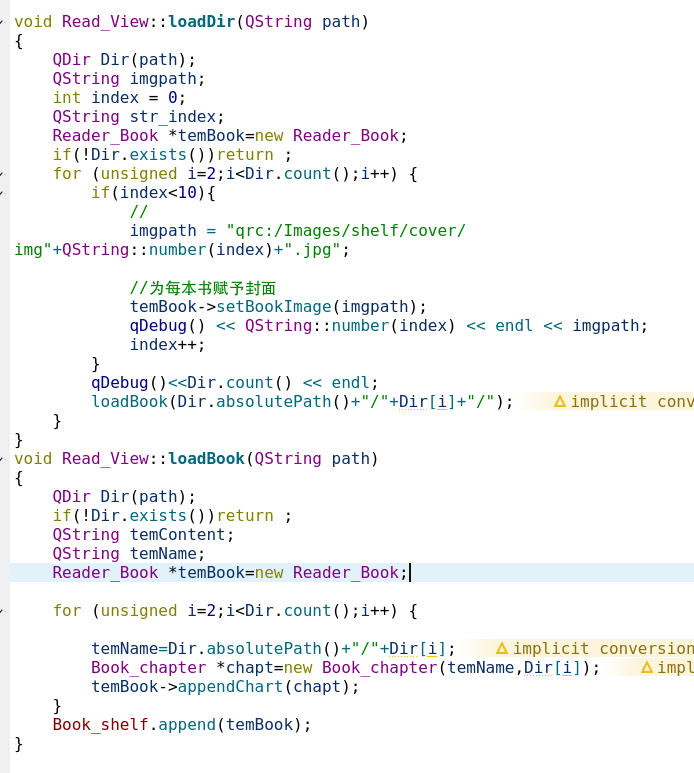 void Read_View::loadDir(QString path)
{
    QDir Dir(path);
    QString imgpath;
    int index = 0;
    QString str_index;
    Reader_Book *temBook=new Reader_Book;
    if(!Dir.exists())return ;
    for (unsigned i=2;i<Dir.count();i++) {
        if(index<10){
            //
            imgpath = "qrc:/Images/shelf/cover/
img"+QString::number(index)+".jpg";
            //为每本书赋予封面
            temBook->setBookImage(imgpath);
            qDebug() << QString::number(index) << endl << imgpath;
            index++;
        }
        qDebug()<<Dir.count() << endl;
        loadBook(Dir.absolutePath()+"/"+Dir[i]+"/"); implicit conv
    }
}
void Read_View::loadBook(QString path)
{
    QDir Dir(path);
    if(!Dir.exists())return ;
    QString temContent;
    QString temName;
    Reader_Book *temBook=new Reader_Book;
    for (unsigned i=2;i<Dir.count();i++) {
        temName=Dir.absolutePath()+"/"+Dir[i]; implicit conversion
        Book_chapter *chapt=new Book_chapter(temName,Dir[i]); impl
        temBook->appendChart(chapt);
    }
    Book_shelf.append(temBook);
}